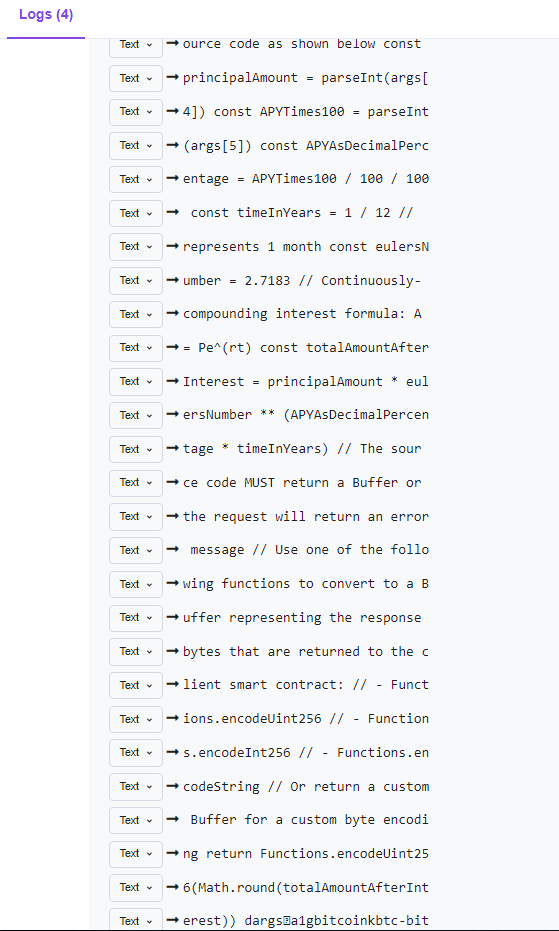 Logs (4)
Text ource code as shown below const
Text → principalAmount = parseInt(args[
Text → 4]) const APYTimes100 = parseInt
Text → (args[5]) const APYAsDecimalPerc
Text → entage = APYTimes100 / 100 / 100
Text → const timeInYears = 1 / 12 //
Text → represents 1 month const eulersN
Text → umber = 2.7183 // Continuously-
Text → compounding interest formula: A
Text → = Pe^(rt) const totalAmountAfter
Text → Interest = principalAmount * eul
Text → ersNumber ** (APYAsDecimalPercen
Text → tage * timeInYears) // The sour
Text → ce code MUST return a Buffer or
Text → the request will return an error
Text → message // Use one of the follo
Text → wing functions to convert to a B
Text → uffer representing the response
Text → bytes that are returned to the c
Text → lient smart contract: // - Funct
Text → ions.encodeUint256 // - Function
Text → s.encodeInt256 // - Functions.en
Text → codeString // Or return a custom
Text → Buffer for a custom byte encodi
Text → ng return Functions.encodeUint25
Text → 6(Math.round(totalAmountAfterInt
Text → erest)) dargs▯a1gbitcoinkbtc-bit